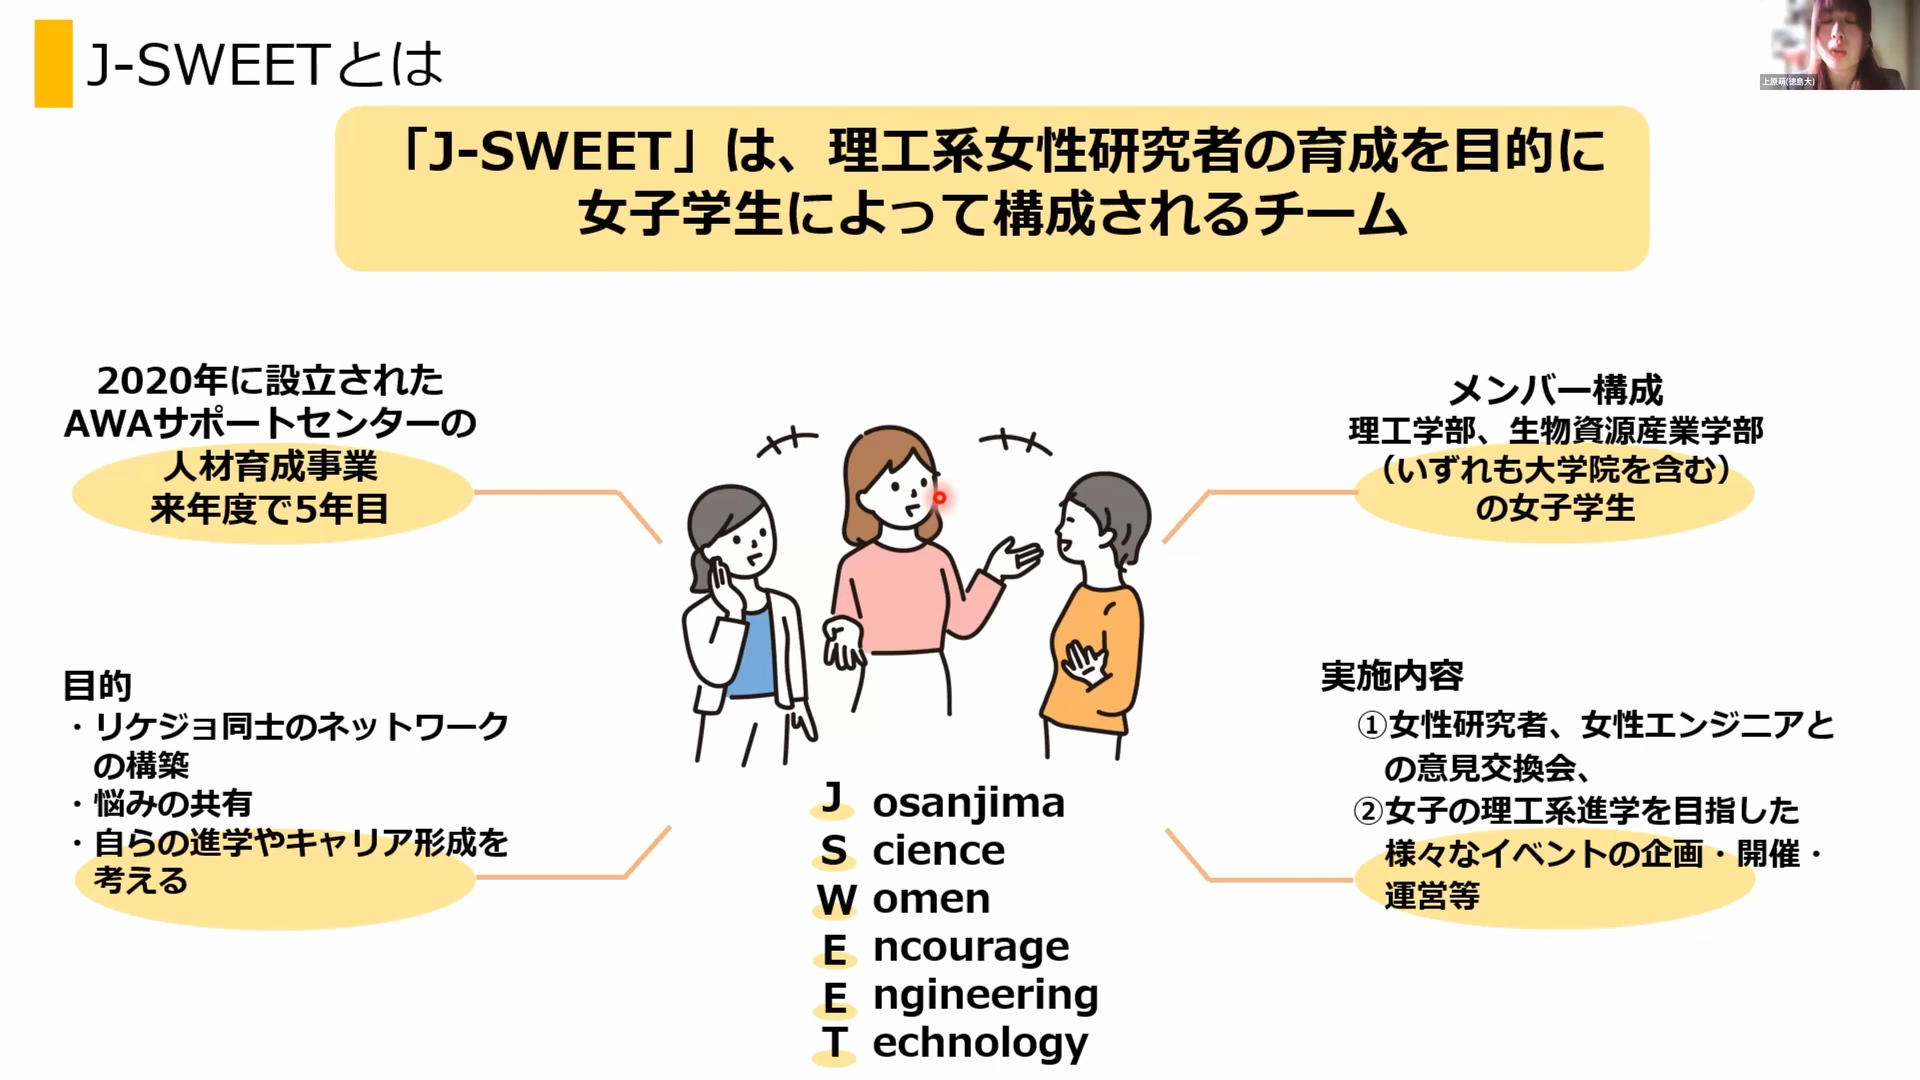 J-SWEETとは
上原萌(徳島大)
「J-SWEET」は、理工系女性研究者の育成を目的に
女子学生によって構成されるチーム
2020年に設立された
AWAサポートセンターの
人材育成事業
来年度で5年目
メンバー構成
理工学部、生物資源産業学部
（いずれも大学院を含む）
の女子学生
目的
・リケジョ同士のネットワーク
の構築
・悩みの共有
・自らの進学やキャリア形成を
考える
実施内容
①女性研究者、女性エンジニアと
の意見交換会、
②女子の理工系進学を目指した
様々なイベントの企画・開催・
運営等
J osanjima
S cience
W omen
E ncourage
E ngineering
T echnology